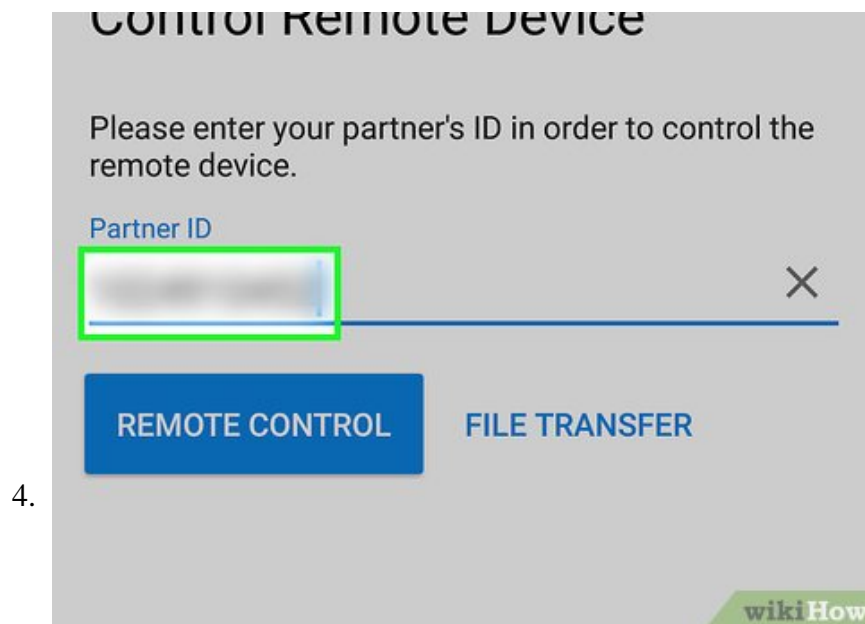 Control Remote Device
Please enter your partner's ID in order to control the
remote device.
Partner ID
REMOTE CONTROL FILE TRANSFER
4.
wikiHow